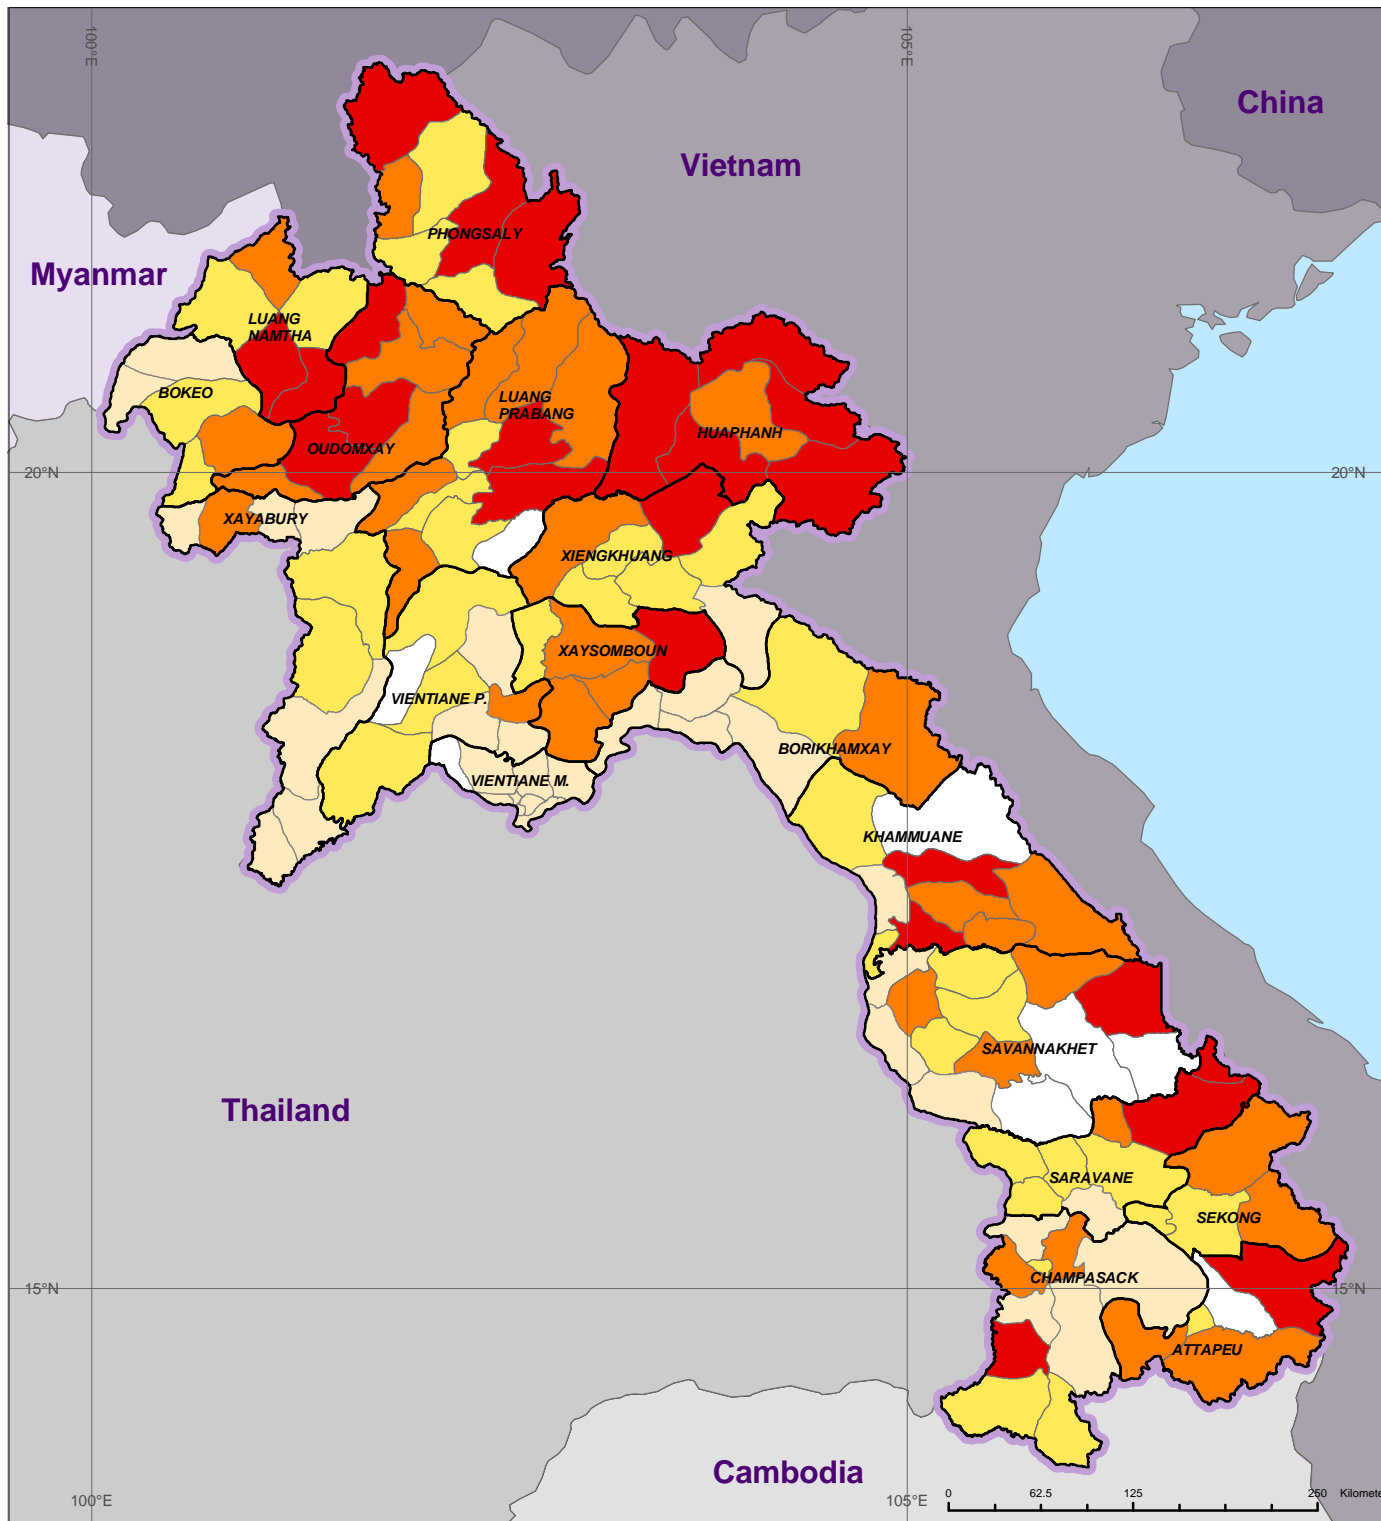 100°E
105°E
China
Vietnam
PHONGSALY
Myanmar
LUANG
NAMTHA
BOKEO
LUANG
PRABANG
HUAPHANH
OUDOMXAY
20°N
20°N
XAYABURY
XIENGKHUANG
XAYSOMBOUN
VIENTIANE P.
BORIKHAMXAY
VIENTIANE M.
KHAMMUANE
SAVANNAKHET
Thailand
SARAVANE
SEKONG
CHAMPASACK
15°N
15°N
ATTAPEU
Cambodia
100°E
105°E
0 62.5 125 250 Kilomete